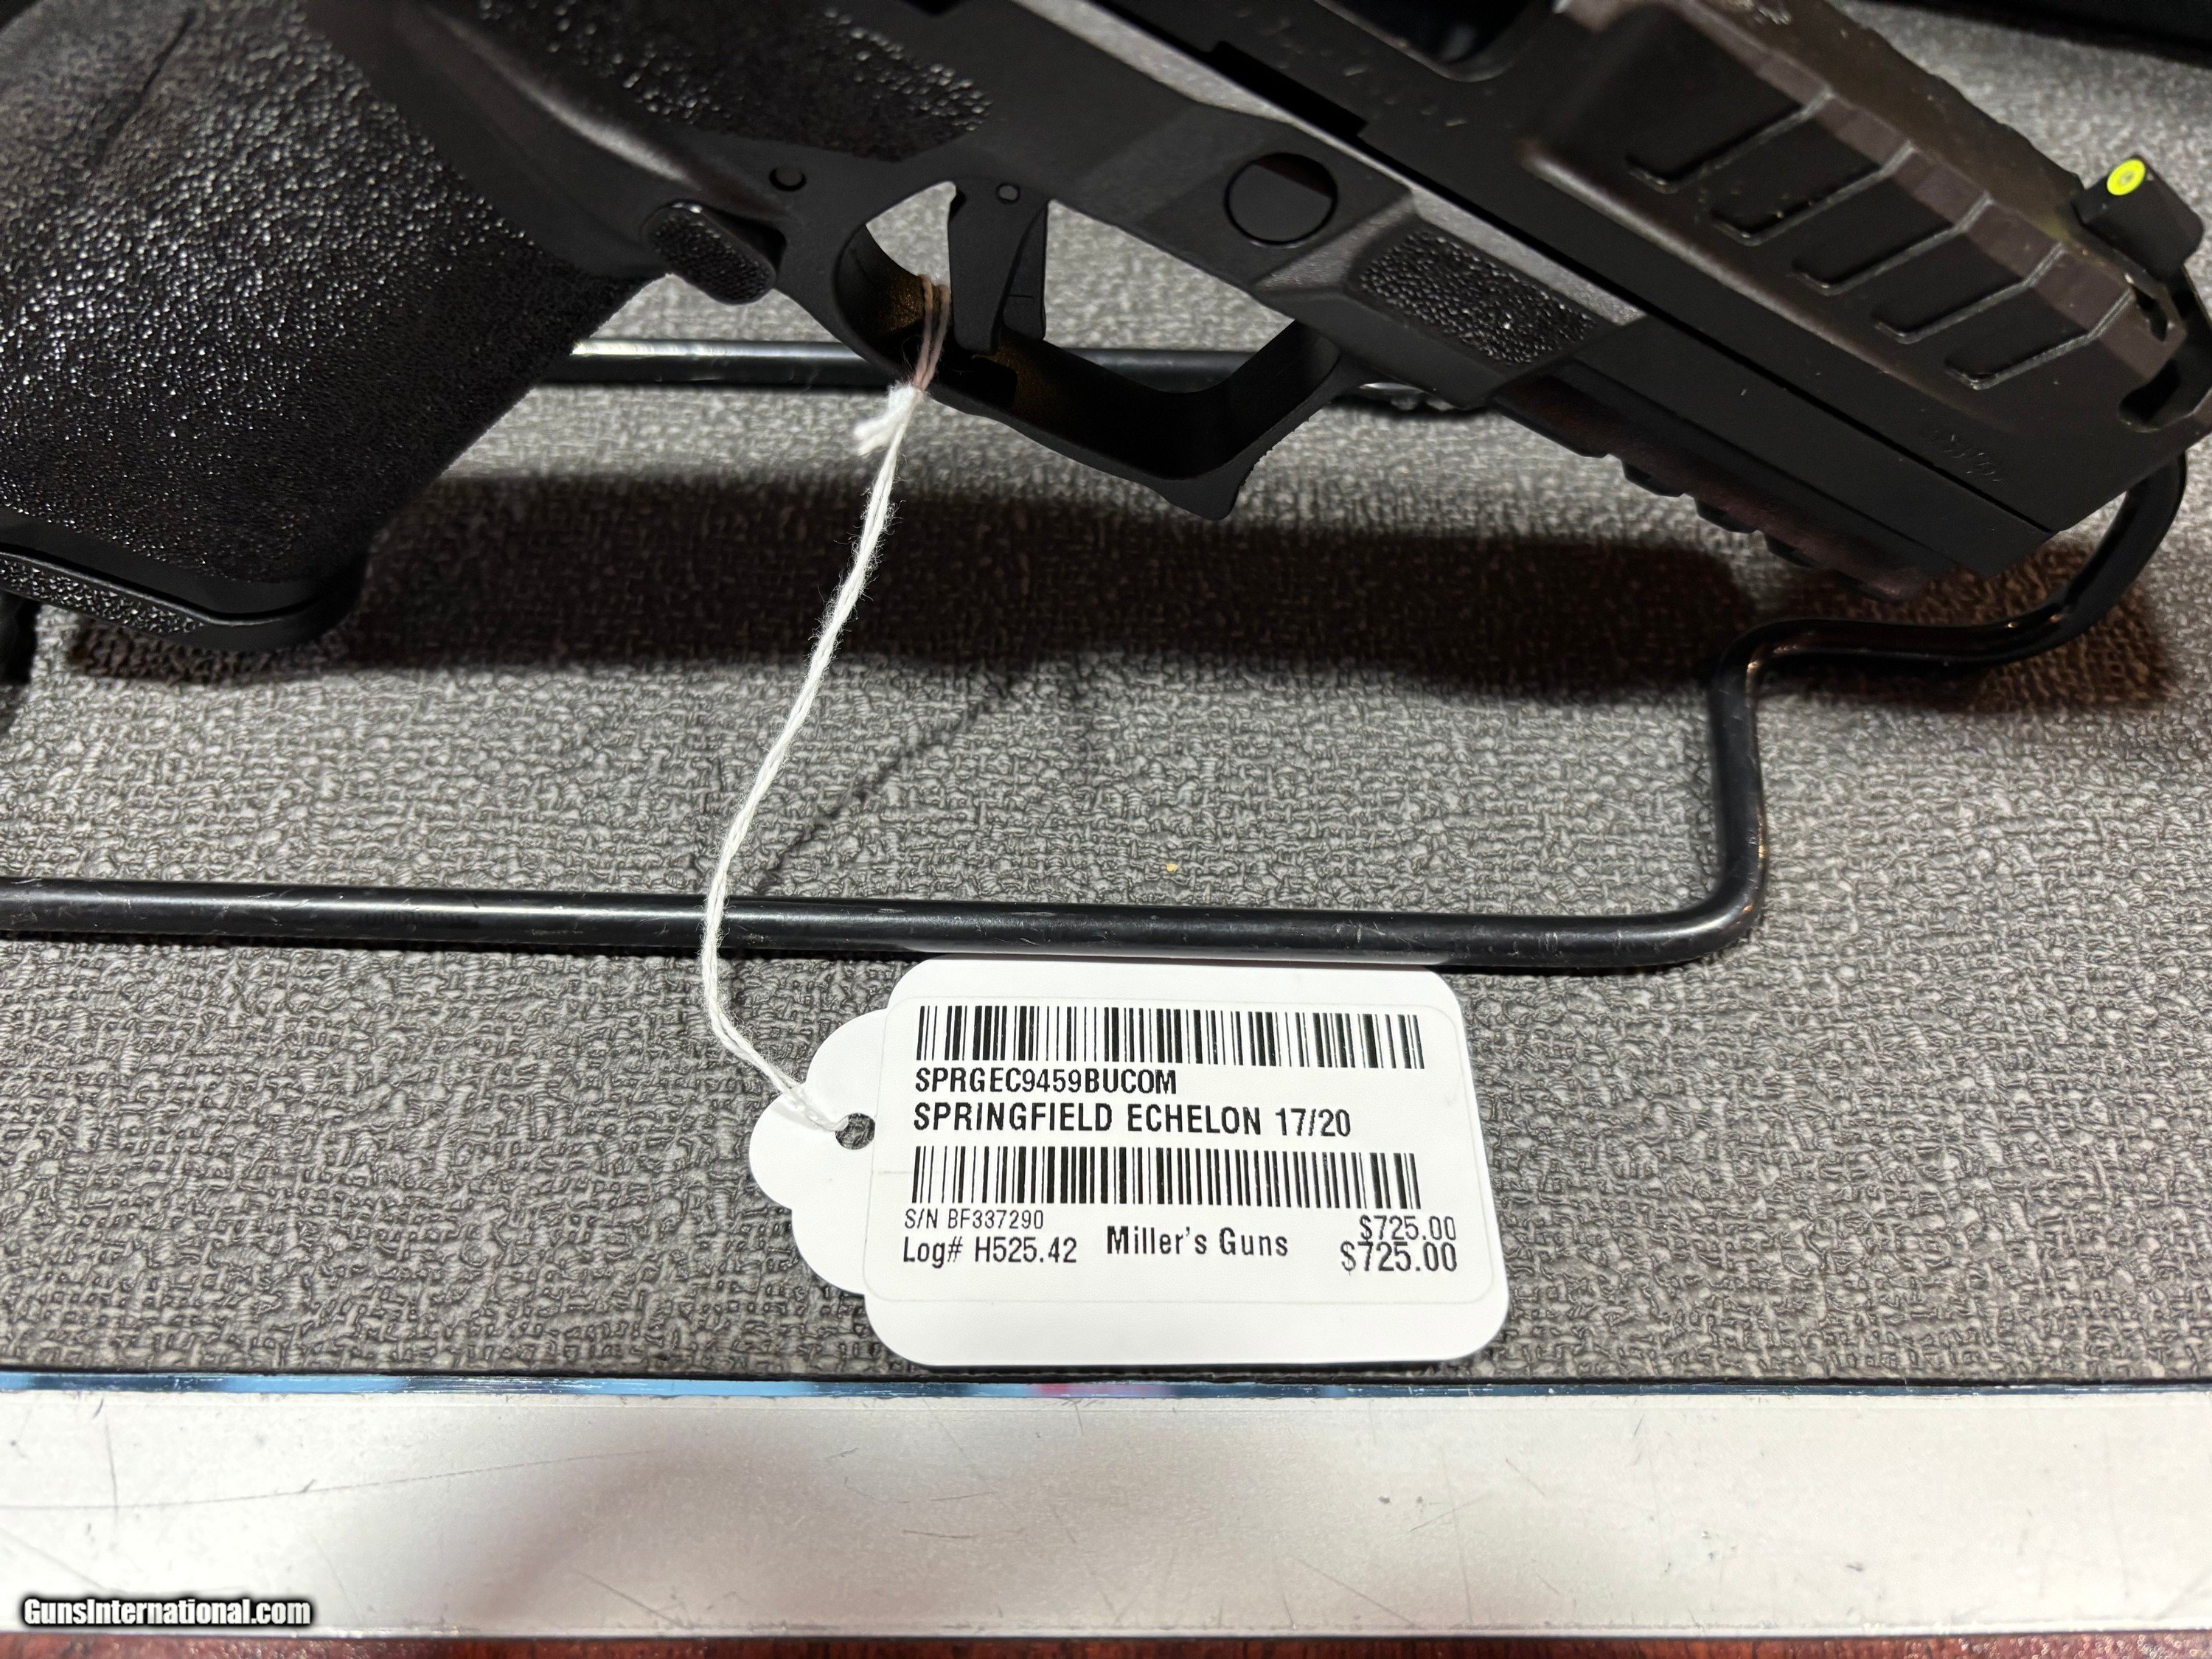 SPRGEC9459BUCOM
SPRINGFIELD ECHELON 17/20
S/N BF337290
$725.00
Log# H525.42
Miller's Guns
$725.00
GunsInternational.com